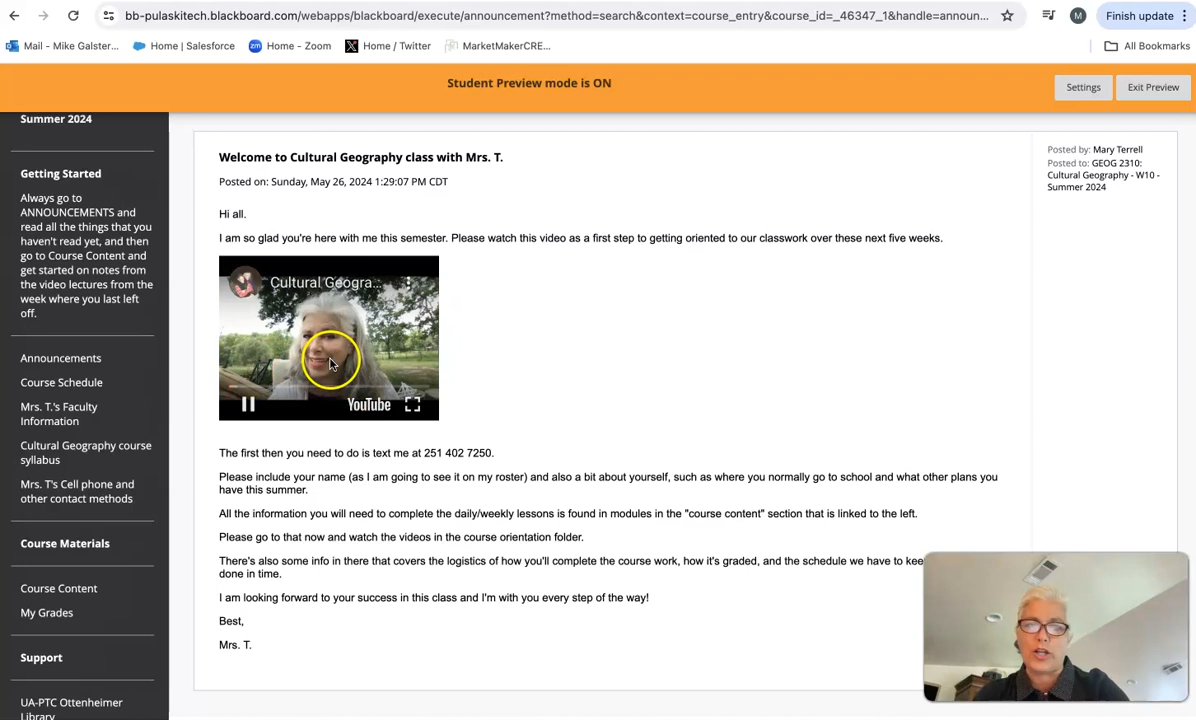 bb-pulaskitech.blackboard.com/webapps/blackboard/execute/announcement?method=search&context=course_entry&course_id=_46347_1&handle=announ...
M
Finish update
Mail - Mike Galster...
Home | Salesforce
zm
Home - Zoom
Home / Twitter
MarketMakerCRE...
All Bookmarks
Student Preview mode is ON
Settings
Exit Preview
Summer 2024
Getting Started
Always go to
ANNOUNCEMENTS and
read all the things that you
haven't read yet, and then
go to Course Content and
get started on notes from
the video lectures from the
week where you last left
off.
Announcements
Course Schedule
Mrs. T.'s Faculty
Information
Cultural Geography course
syllabus
Mrs. T's Cell phone and
other contact methods
Course Materials
Course Content
My Grades
Support
UA-PTC Ottenheimer
Library
Welcome to Cultural Geography class with Mrs. T.
Posted on: Sunday, May 26, 2024 1:29:07 PM CDT
Hi all.
I am so glad you're here with me this semester. Please watch this video as a first step to getting oriented to our classwork over these next five weeks.
Cultural Geogra...
YouTube
The first then you need to do is text me at 251 402 7250.
Please include your name (as I am going to see it on my roster) and also a bit about yourself, such as where you normally go to school and what other plans you
have this summer.
All the information you will need to complete the daily/weekly lessons is found in modules in the "course content" section that is linked to the left.
Please go to that now and watch the videos in the course orientation folder.
There's also some info in there that covers the logistics of how you'll complete the course work, how it's graded, and the schedule we have to kee
done in time.
I am looking forward to your success in this class and I'm with you every step of the way!
Best,
Mrs. T.
Posted by: Mary Terrell
Posted to: GEOG 2310:
Cultural Geography - W10 -
Summer 2024